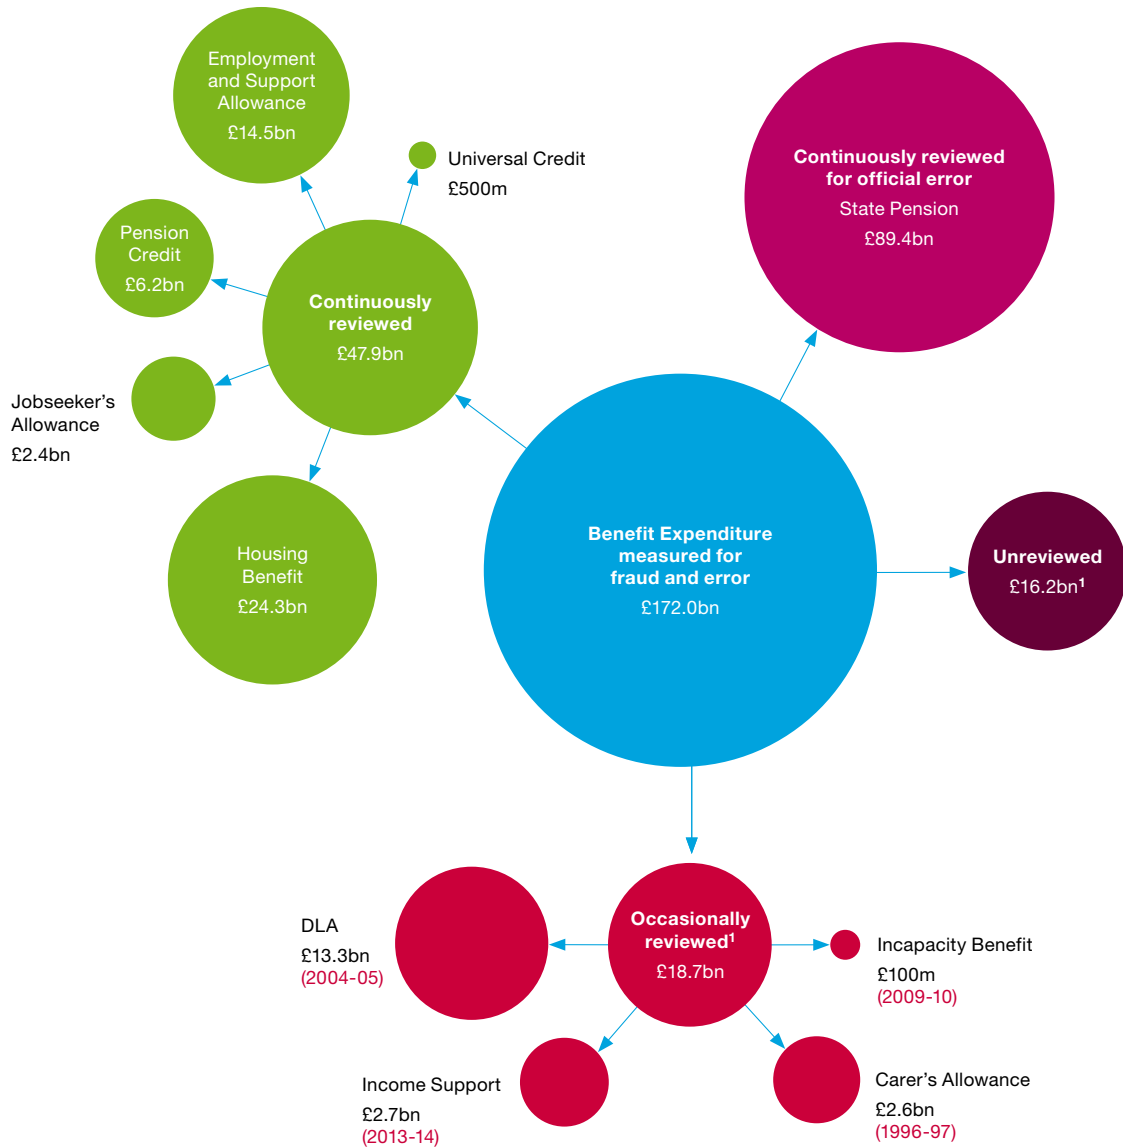 Employment
and Support
Allowance
£14.5bn
Universal Credit
£500m
Continuously reviewed
for official error
State Pension
£89.4bn
Pension
Credit
£6.2bn
Continuously
reviewed
£47.9bn
Jobseeker's
Allowance
£2.4bn
Housing
Benefit
£24.3bn
Benefit Expenditure
measured for
fraud and error
£172.0bn
Unreviewed
£16.2bn¹
DLA
£13.3bn
(2004-05)
Occasionally
reviewed¹
£18.7bn
Incapacity Benefit
£100m
(2009-10)
Income Support
£2.7bn
(2013-14)
Carer's Allowance
£2.6bn
(1996-97)